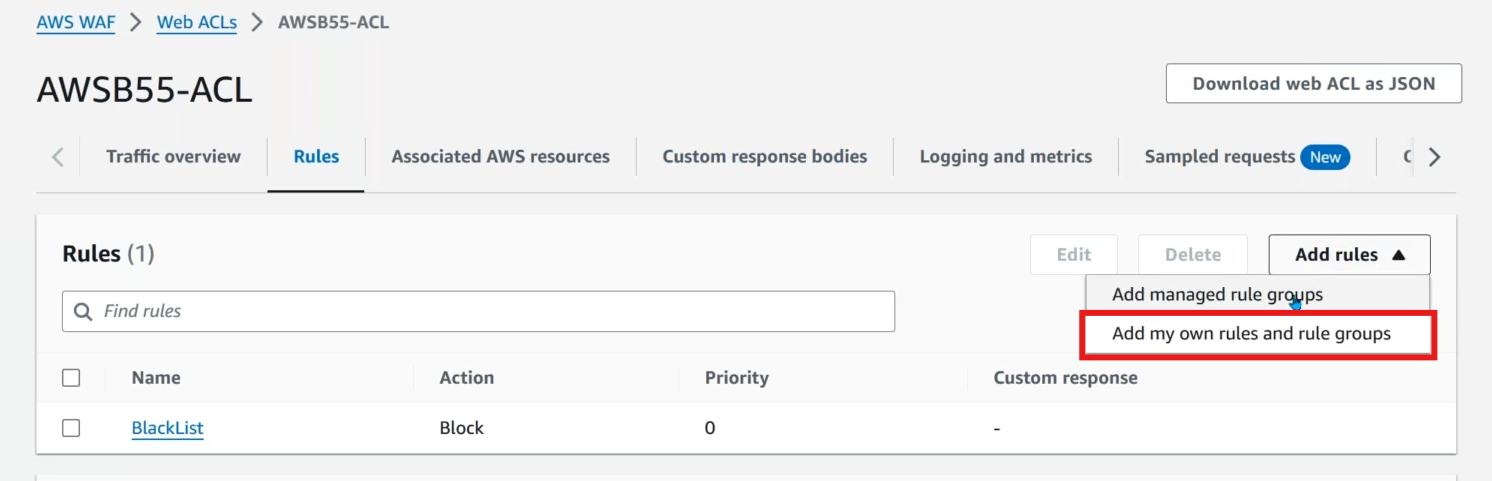 AWS WAF > Web ACLs > AWSB55-ACL
AWSB55-ACL
Download web ACL as JSON
Traffic overview
Rules
Associated AWS resources
Custom response bodies
Logging and metrics
Sampled requests New
Rules (1)
Edit
Delete
Add rules
Find rules
Add managed rule groups
Add my own rules and rule groups
Name Action Priority Custom response
BlackList Block 0 -